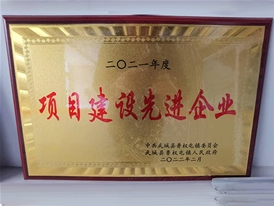 二〇二一年度
项目建设先进企业
中共武城县鲁权屯镇委员会
武城县鲁权屯镇人民政府
二〇二二年二月